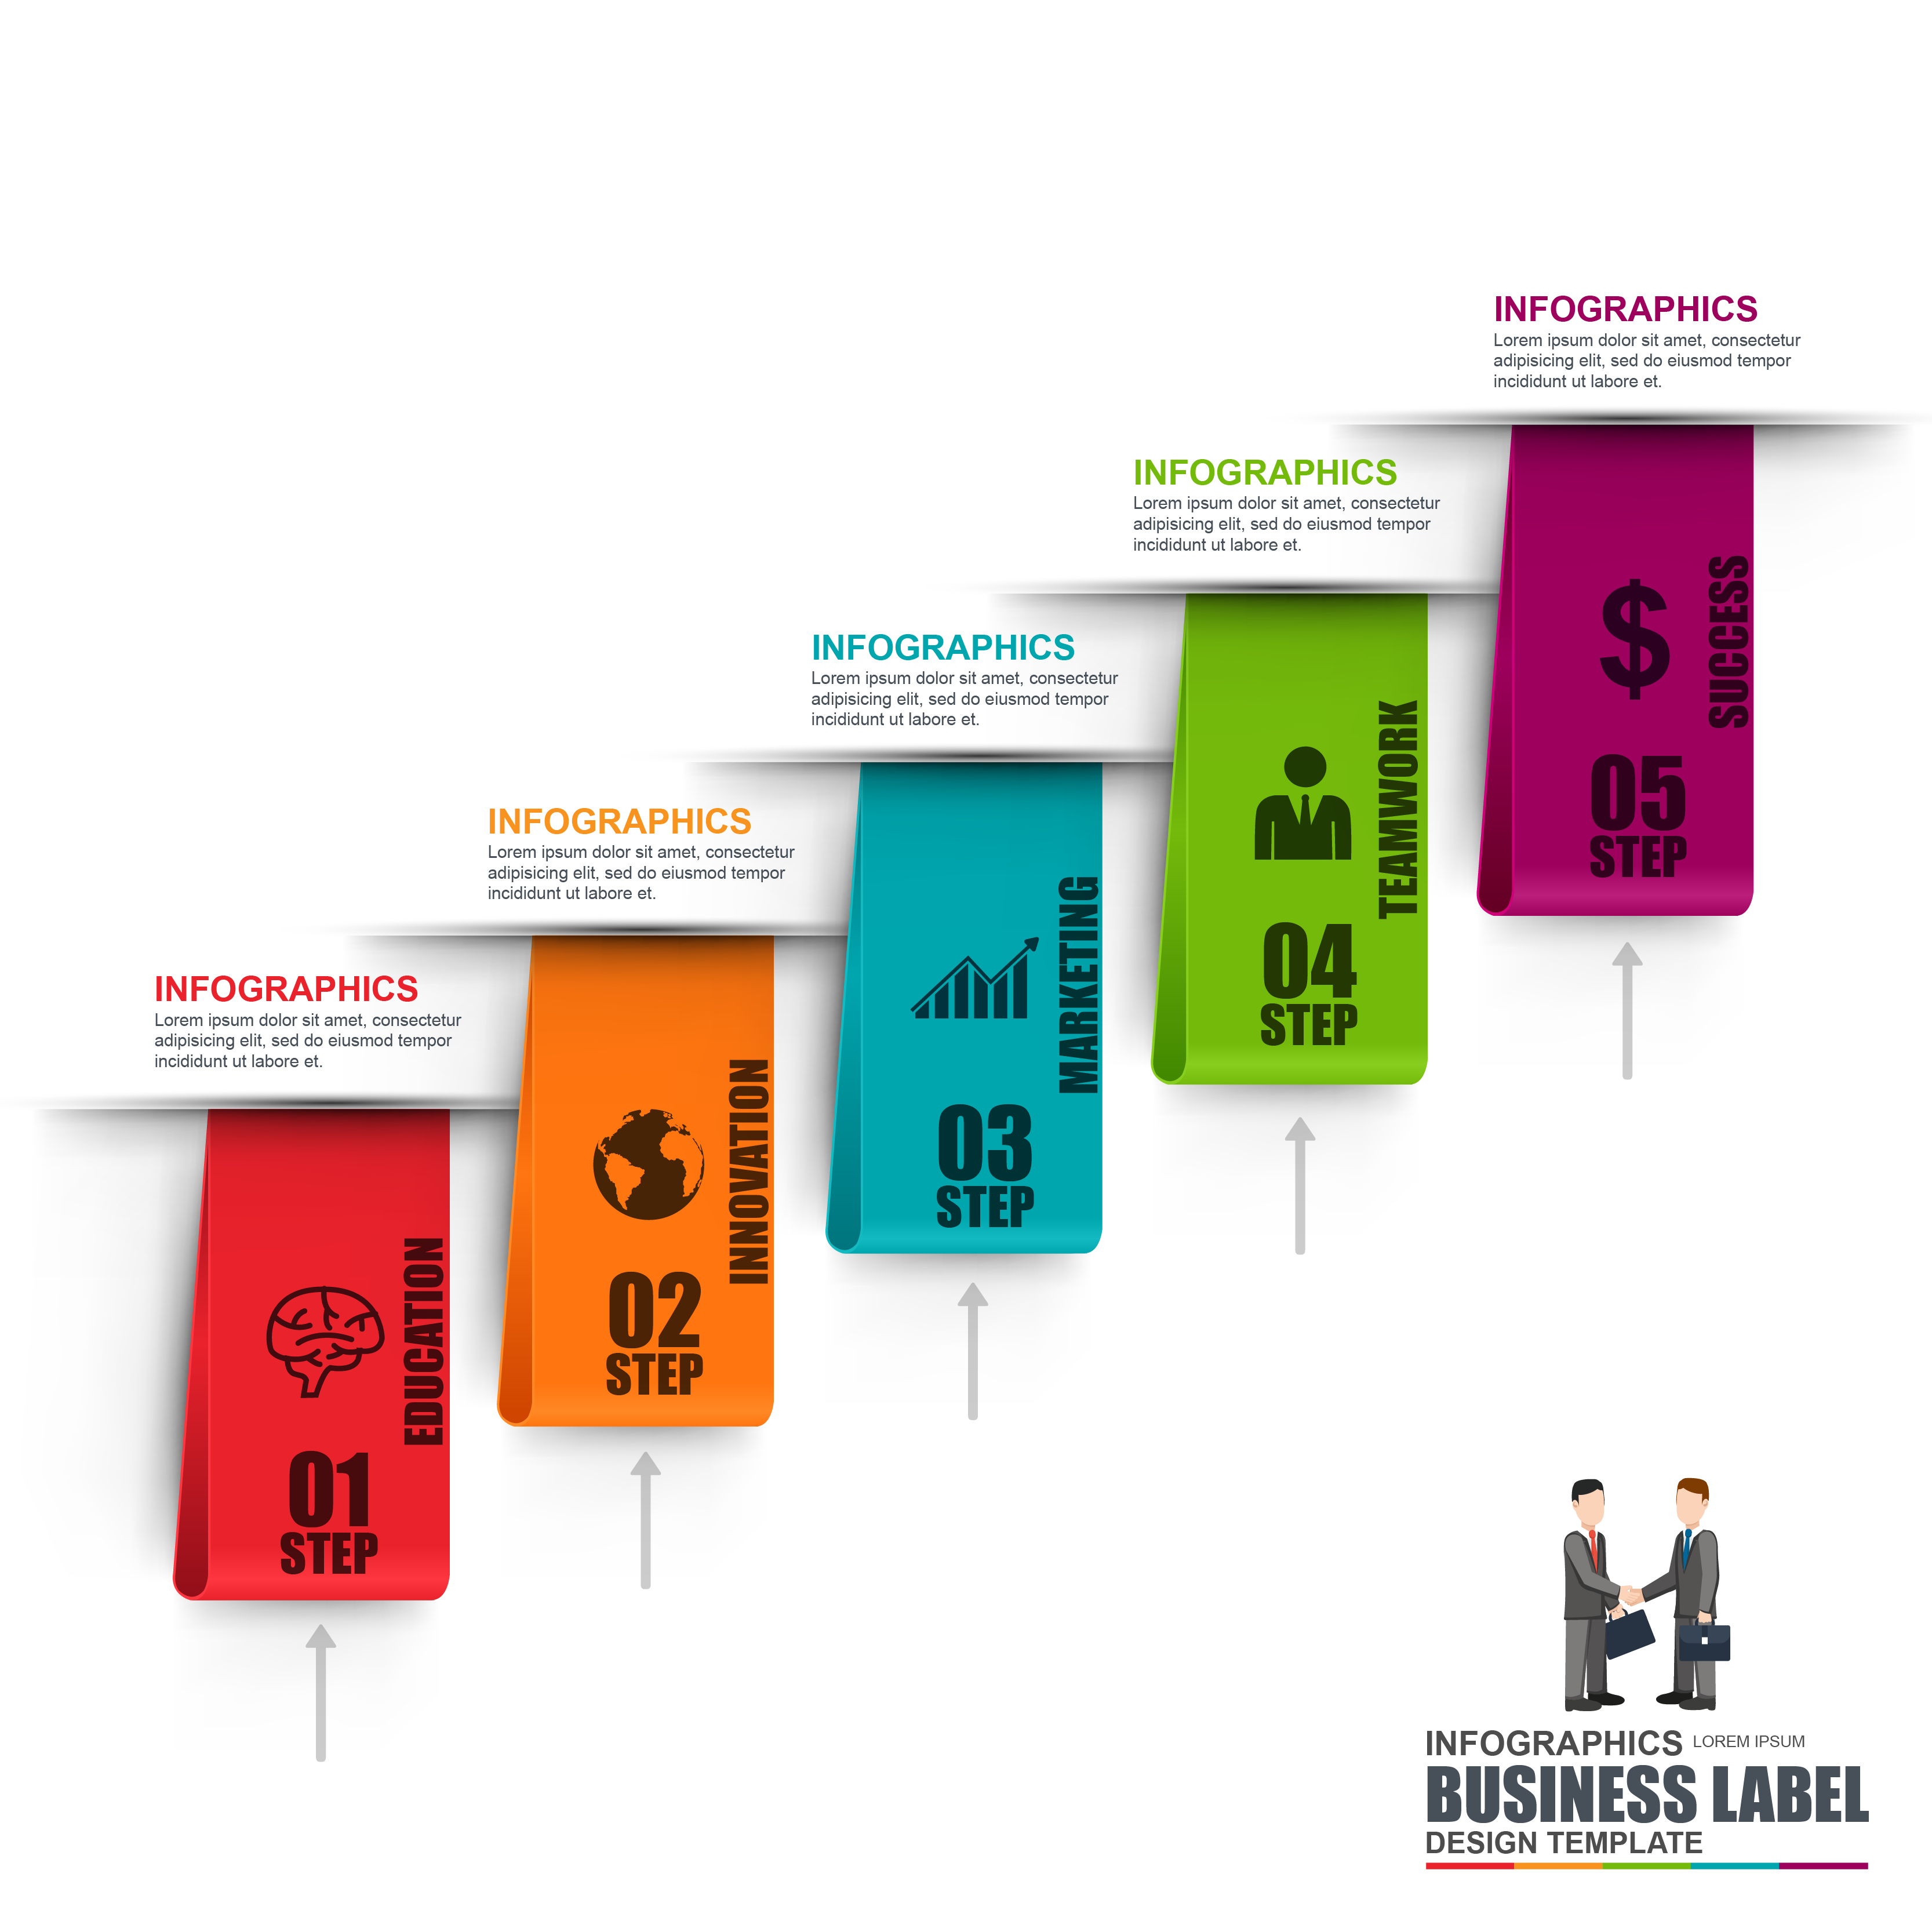 INFOGRAPHICS
Lorem ipsum dolor sit amet, consectetur
adipisicing elit, sed do eiusmod tempor
incididunt ut labore et.
EDUCATION
01
STEP
INFOGRAPHICS
Lorem ipsum dolor sit amet, consectetur
adipisicing elit, sed do eiusmod tempor
incididunt ut labore et.
INNOVATION
02
STEP
INFOGRAPHICS
Lorem ipsum dolor sit amet, consectetur
adipisicing elit, sed do eiusmod tempor
incididunt ut labore et.
MARKETING
03
STEP
INFOGRAPHICS
Lorem ipsum dolor sit amet, consectetur
adipisicing elit, sed do eiusmod tempor
incididunt ut labore et.
TEAMWORK
04
STEP
INFOGRAPHICS
Lorem ipsum dolor sit amet, consectetur
adipisicing elit, sed do eiusmod tempor
incididunt ut labore et.
$
SUCCESS
05
STEP
INFOGRAPHICS LOREM IPSUM
BUSINESS LABEL
DESIGN TEMPLATE